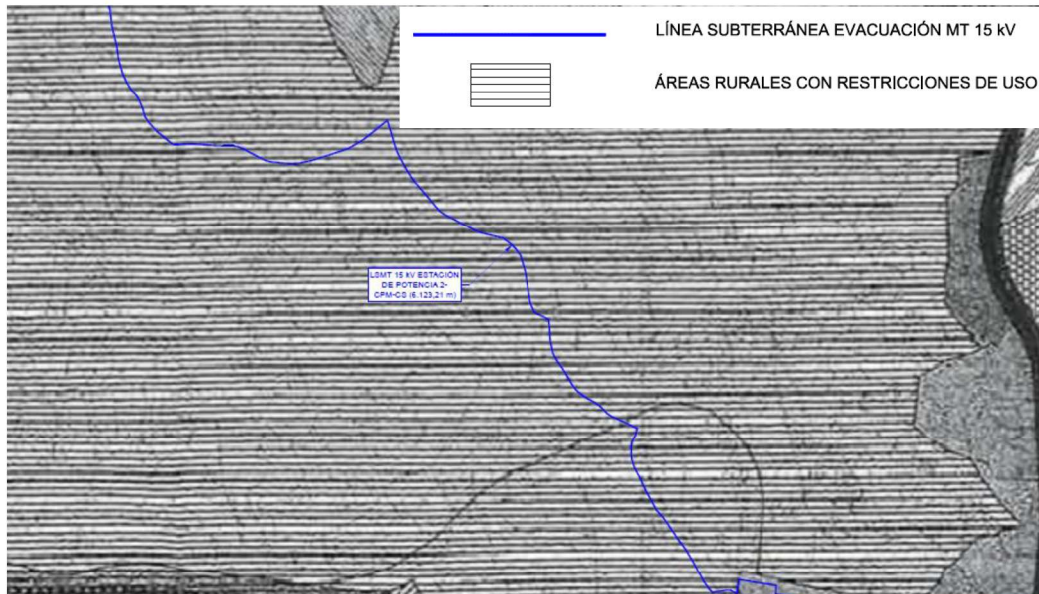 LÍNEA SUBTERRÁNEA EVACUACIÓN MT 15 kV
ÁREAS RURALES CON RESTRICCIONES DE USO
LSMT 15 kV ESTACIÓN
DE POTENCIA 2-
CPM-CS (6.123,21 m)